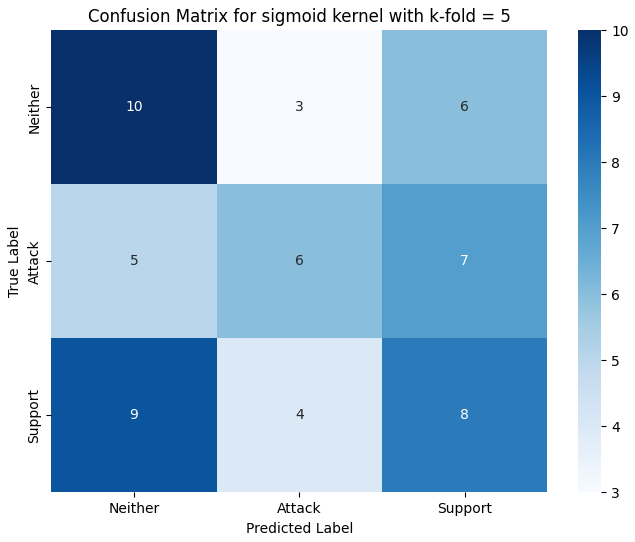 Confusion Matrix for sigmoid kernel with k-fold = 5
True Label
Neither
10
3
6
Attack
5
6
7
Support
9
4
8
Neither
Attack
Support
Predicted Label
10
9
8
7
6
5
4
3